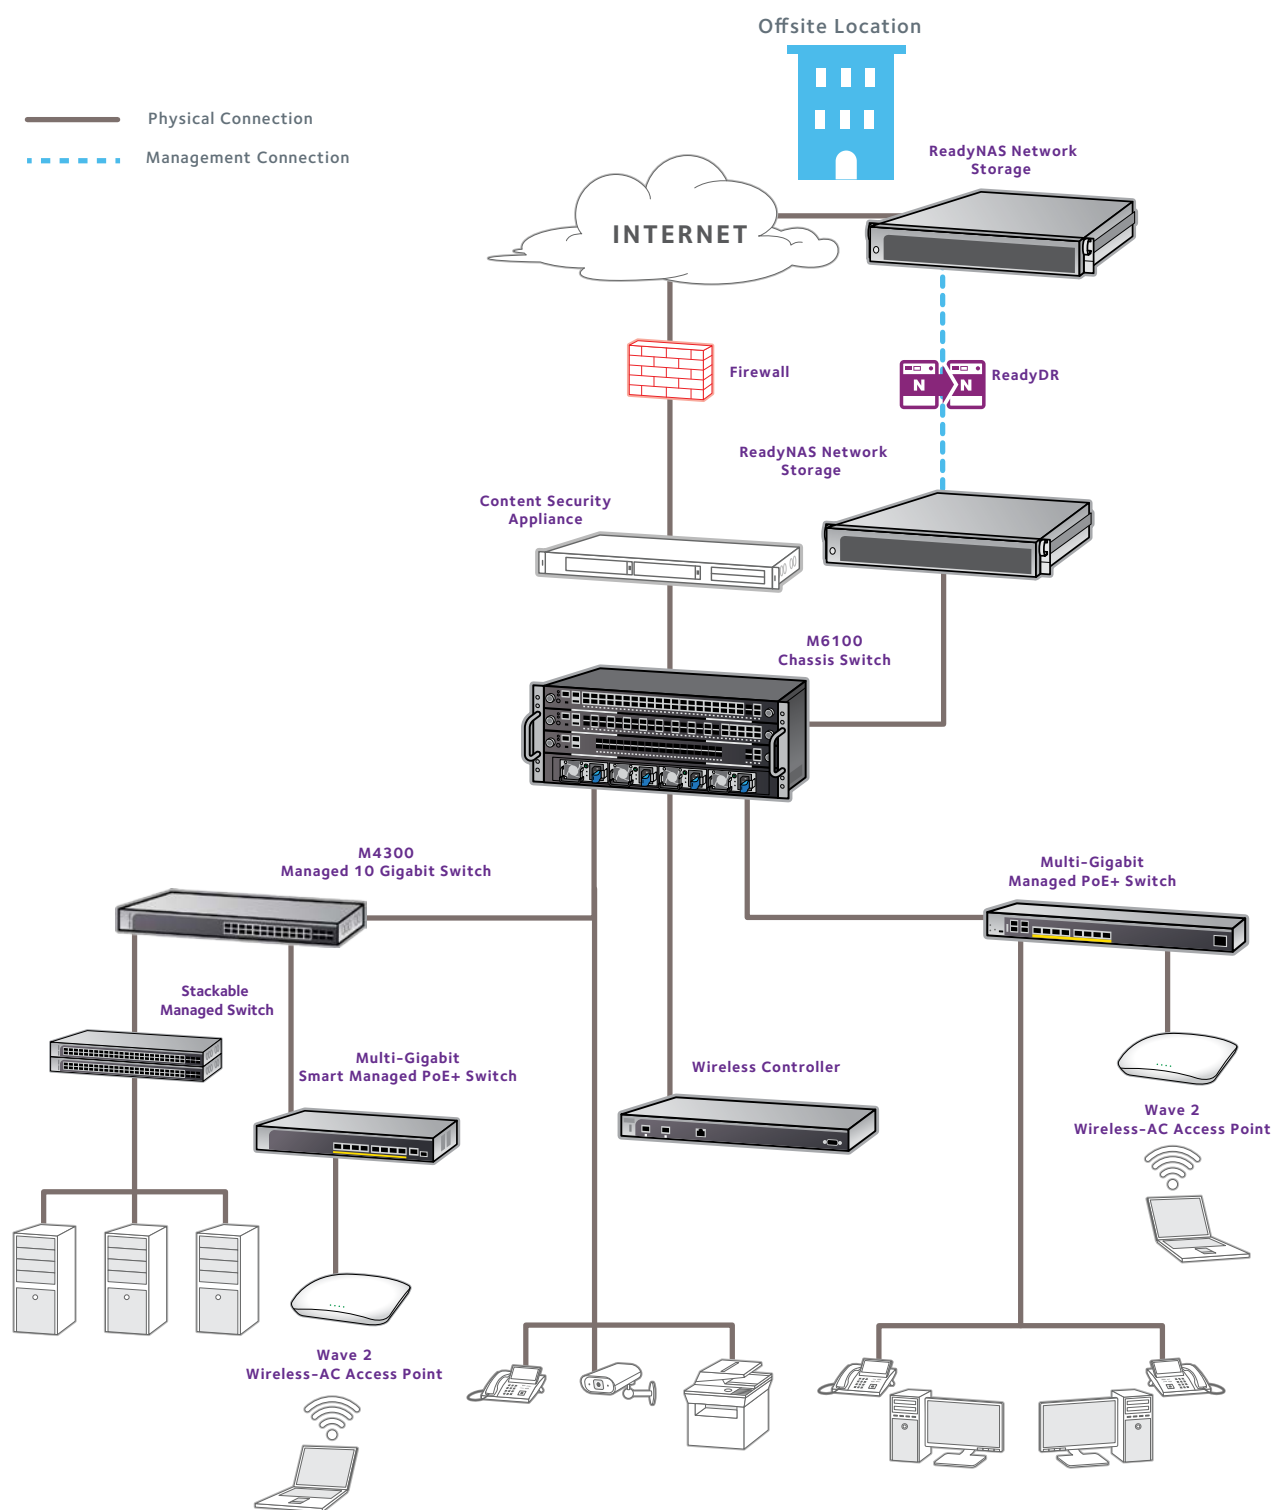 Offsite Location
Physical Connection
Management Connection
ReadyNAS Network
Storage
INTERNET
Firewall
N
N
ReadyDR
ReadyNAS Network
Storage
Content Security
Appliance
M6100
Chassis Switch
M4300
Managed 10 Gigabit Switch
Multi-Gigabit
Managed PoE+ Switch
Stackable
Managed Switch
Multi-Gigabit
Smart Managed PoE+ Switch
Wireless Controller
Wave 2
Wireless-AC Access Point
Wave 2
Wireless-AC Access Point